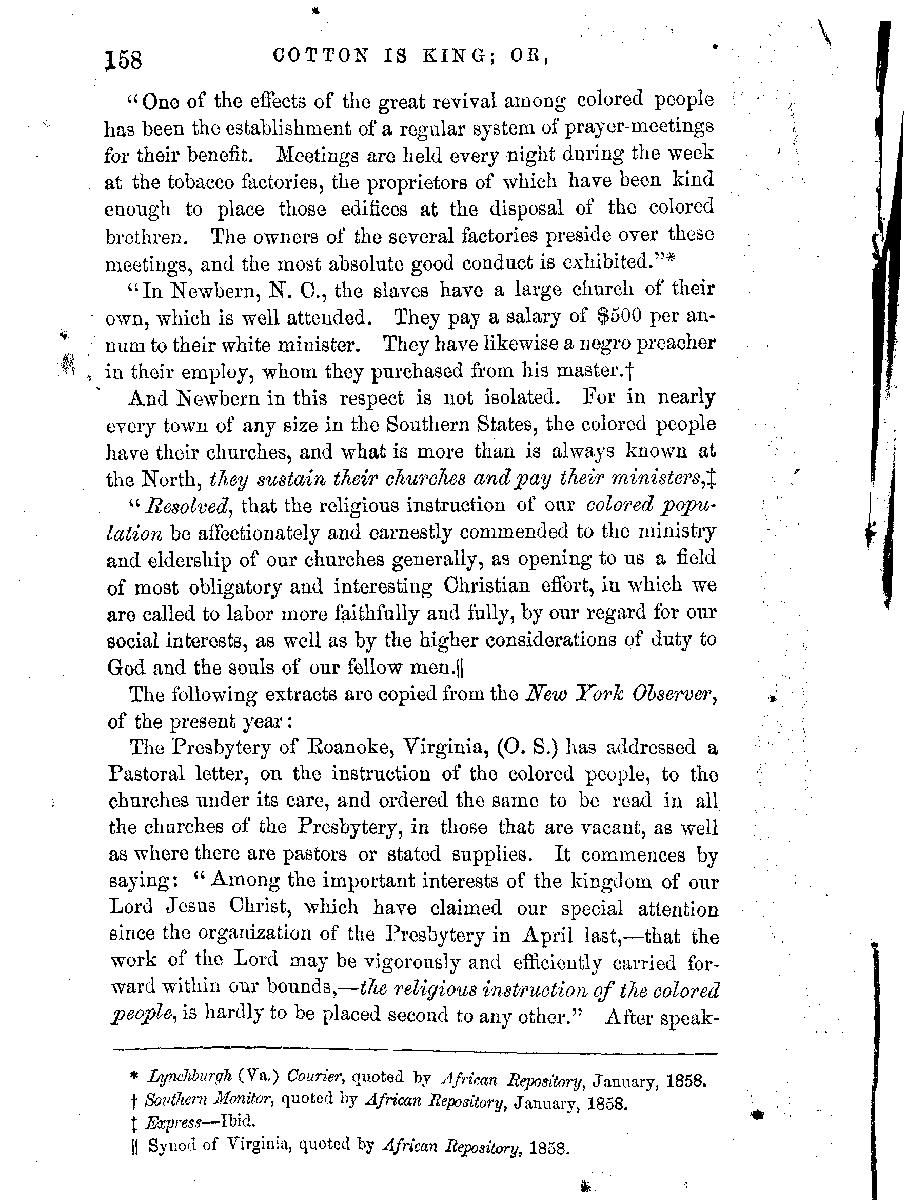 158 COTTON IS KING; OR,
"One of the effects of the great revival among colored people
has been the establishment of a regular system of prayer-meetings
for their benefit. Meetings are held every night during the week
at the tobacco factories, the proprietors of which have been kind
enough to place those edifices at the disposal of the colored
brethren. The owners of the several factories preside over these
meetings, and the most absolute good conduct is exhibited."*
"In Newbern, N. C., the slaves have a large church of their
own, which is well attended. They pay a salary of $500 per an-
num to their white minister. They have likewise a negro preacher
in their employ, whom they purchased from his master.†
And Newbern in this respect is not isolated. For in nearly
every town of any size in the Southern States, the colored people
have their churches, and what is more than is always known at
the North, they sustain their churches and pay their ministers,‡
"Resolved, that the religious instruction of our colored popu-
lation be affectionately and earnestly commended to the ministry
and eldership of our churches generally, as opening to us a field
of most obligatory and interesting Christian effort, in which we
are called to labor more faithfully and fully, by our regard for our
social interests, as well as by the higher considerations of duty to
God and the souls of our fellow men.‖
The following extracts are copied from the New York Observer,
of the present year:
The Presbytery of Roanoke, Virginia, (O. S.) has addressed a
Pastoral letter, on the instruction of the colored people, to the
churches under its care, and ordered the same to be read in all
the churches of the Presbytery, in those that are vacant, as well
as where there are pastors or stated supplies. It commences by
saying: "Among the important interests of the kingdom of our
Lord Jesus Christ, which have claimed our special attention
since the organization of the Presbytery in April last,—that the
work of the Lord may be vigorously and efficiently carried for-
ward within our bounds,—the religious instruction of the colored
people, is hardly to be placed second to any other." After speak-
* Lynchburgh (Va.) Courier, quoted by African Repository, January, 1858.
† Southern Monitor, quoted by African Repository, January, 1858.
‡ Express—Ibid.
‖ Synod of Virginia, quoted by African Repository, 1858.